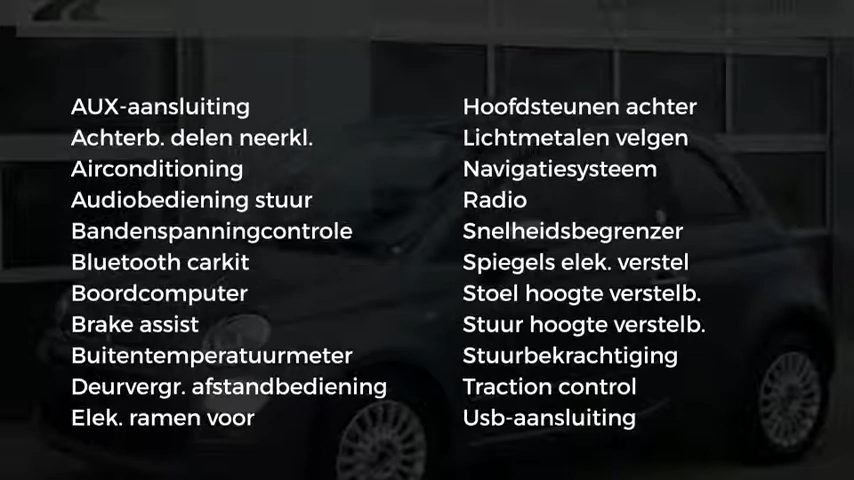 AUX-aansluiting
Achterb. delen neerkl.
Airconditioning
Audiobediening stuur
Bandenspanningcontrole
Bluetooth carkit
Boordcomputer
Brake assist
Buitentemperatuurmeter
Deurvergr. afstandbediening
Elek. ramen voor
Hoofdsteunen achter
Lichtmetalen velgen
Navigatiesysteem
Radio
Snelheidsbegrenzer
Spiegels elek. verstel
Stoel hoogte verstelb.
Stuur hoogte verstelb.
Stuurbekrachtiging
Traction control
Usb-aansluiting